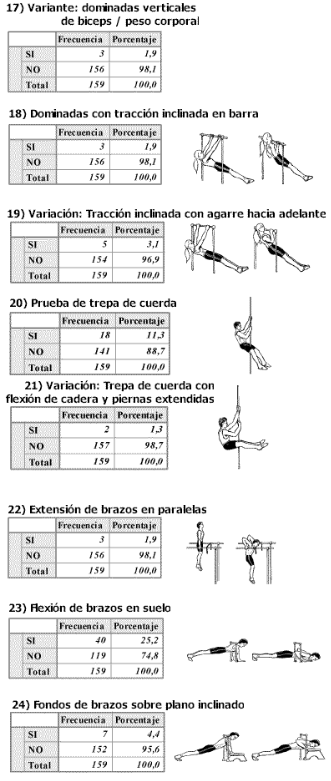 17) Variante: dominadas verticales
de biceps / peso corporal
Frecuencia Porcentaje
SI 3 1,9
NO 156 98,1
Total 159 100,0
18) Dominadas con tracción inclinada en barra
Frecuencia Porcentaje
SI 3 1,9
NO 156 98,1
Total 159 100,0
19) Variación: Tracción inclinada con agarre hacia adelante
Frecuencia Porcentaje
SI 5 3,1
NO 154 96,9
Total 159 100,0
20) Prueba de trepa de cuerda
Frecuencia Porcentaje
SI 18 11,3
NO 141 88,7
Total 159 100,0
21) Variación: Trepa de cuerda con
flexión de cadera y piernas extendidas
Frecuencia Porcentaje
SI 2 1,3
NO 157 98,7
Total 159 100,0
22) Extensión de brazos en paralelas
Frecuencia Porcentaje
SI 3 1,9
NO 156 98,1
Total 159 100,0
23) Flexión de brazos en suelo
Frecuencia Porcentaje
SI 40 25,2
NO 119 74,8
Total 159 100,0
24) Fondos de brazos sobre plano inclinado
Frecuencia Porcentaje
SI 7 4,4
NO 152 95,6
Total 159 100,0